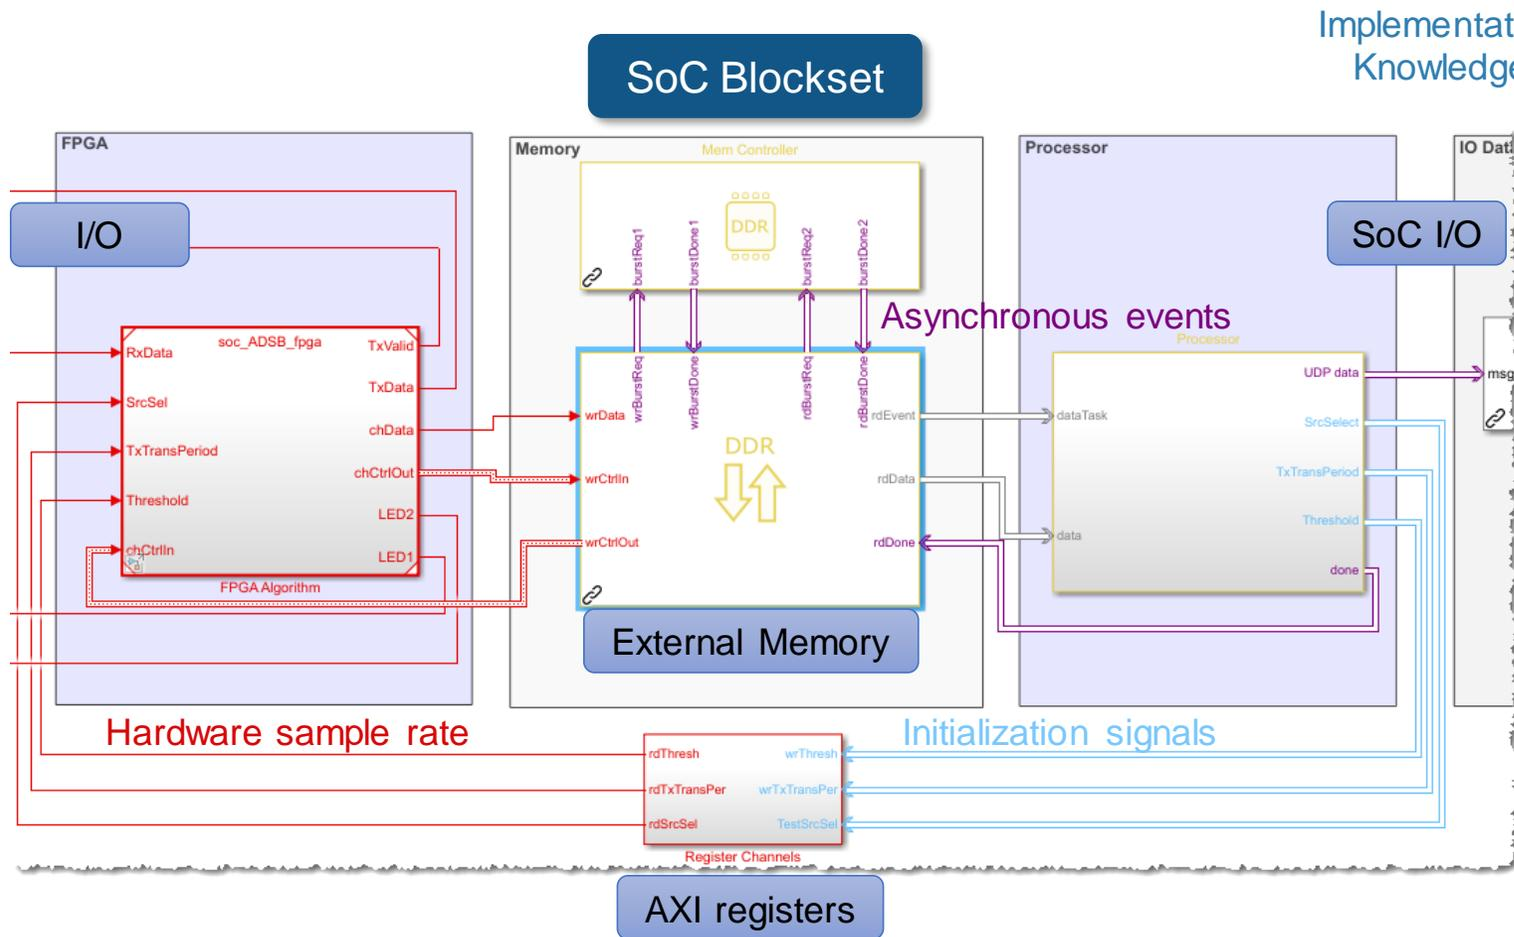 Implementat
Knowledge
SoC Blockset
FPGA
Memory
Mem Controller
Processor
IO Dat
I/O
DDR
burstReq1
burstDone1
burstReq2
burstDone2
SoC I/O
Asynchronous events
soc_ADSB_fpga
RxData
SrcSel
TxTransPeriod
Threshold
chCtrlIn
TxValid
TxData
chData
chCtrlOut
LED2
LED1
FPGA Algorithm
wrBurstReq
wrBurstDone
rdBurstReq
rdBurstDone
wrData
wrCtrlIn
wrCtrlOut
DDR
rdEvent
rdData
rdDone
External Memory
Processor
dataTask
data
UDP data
SrcSelect
TxTransPeriod
Threshold
done
msg
Hardware sample rate
Initialization signals
rdThresh
rdTxTransPer
rdSrcSel
wrThresh
wrTxTransPer
TestSrcSel
Register Channels
AXI registers